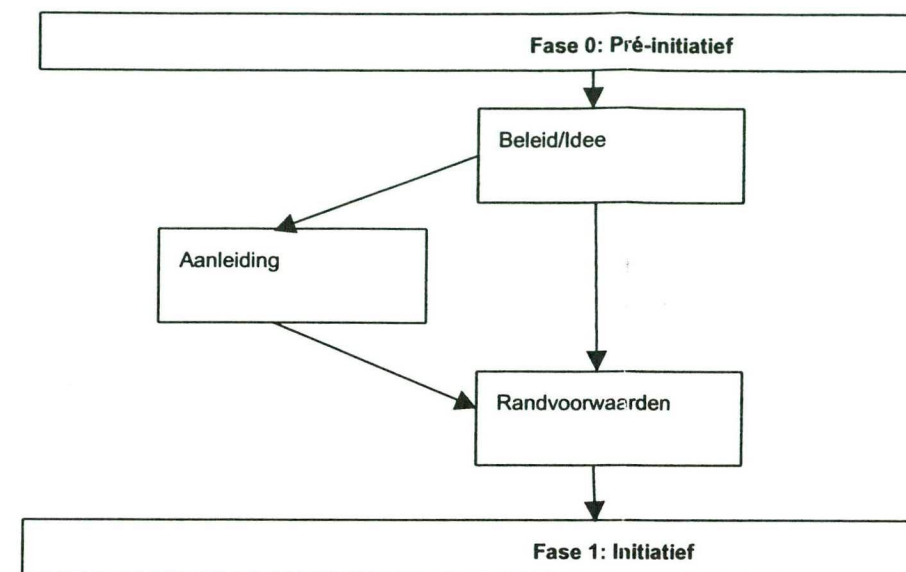 Fase 0: Pré-initiatief
Beleid/Idee
Aanleiding
Randvoorwaarden
Fase 1: Initiatief